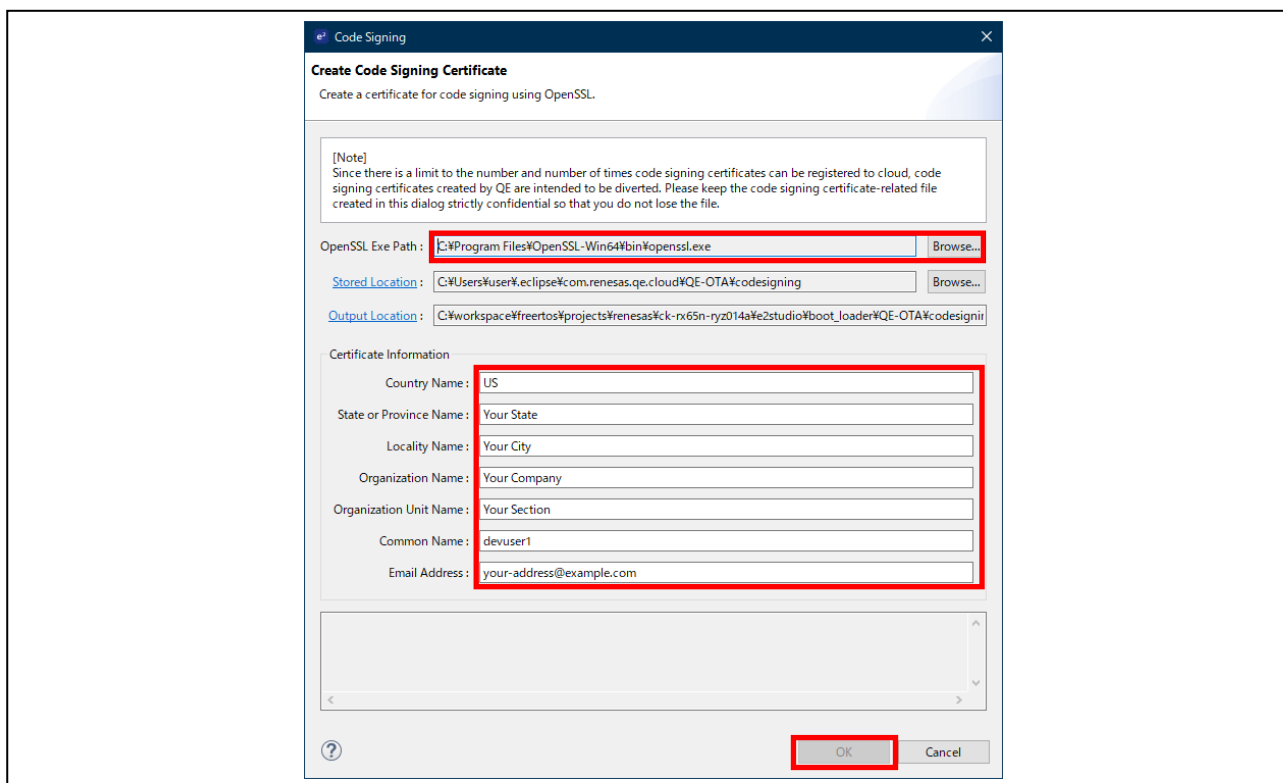 e² Code Signing
Create Code Signing Certificate
Create a certificate for code signing using OpenSSL.
[Note]
Since there is a limit to the number and number of times code signing certificates can be registered to cloud, code
signing certificates created by QE are intended to be diverted. Please keep the code signing certificate-related file
created in this dialog strictly confidential so that you do not lose the file.
OpenSSL Exe Path : C:¥Program Files¥OpenSSL-Win64¥bin¥openssl.exe Browse...
Stored Location : C:¥Users¥user¥.eclipse¥com.renesas.qe.cloud¥QE-OTA¥codesigning Browse...
Output Location : C:¥workspace¥freertos¥projects¥renesas¥ck-rx65n-ryz014a¥e2studio¥boot_loader¥QE-OTA¥codesignin
Certificate Information
Country Name : US
State or Province Name : Your State
Locality Name : Your City
Organization Name : Your Company
Organization Unit Name : Your Section
Common Name : devuser1
Email Address : your-address@example.com
? OK Cancel